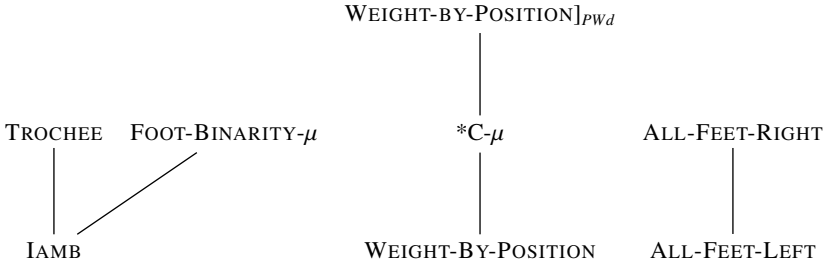 WEIGHT-BY-POSITION]PWd
TROCHEE FOOT-BINARITY-μ *C-μ ALL-FEET-RIGHT
IAMB WEIGHT-BY-POSITION ALL-FEET-LEFT